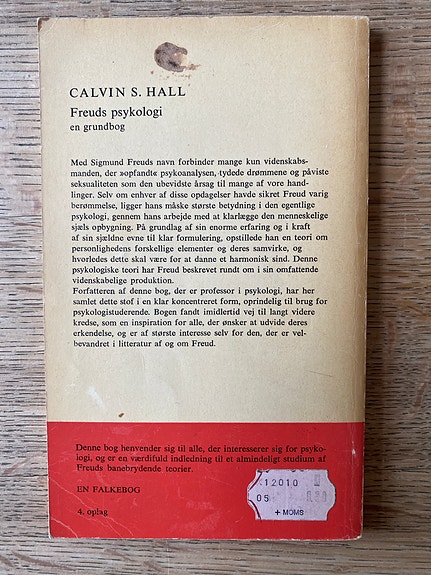 CALVIN S. HALL
Freuds psykologi
en grundbog
Med Sigmund Freuds navn forbinder mange kun videnskabs-
manden, der »opfandt« psykoanalysen, tydede drømmene og påviste
seksualiteten som den ubevidste årsag til mange af vore hand-
linger. Selv om enhver af disse opdagelser havde sikret Freud varig
berømmelse, ligger hans måske største betydning i den egentlige
psykologi, gennem hans arbejde med at klarlægge den menneskelige
sjæls opbygning. På grundlag af sin enorme erfaring og i kraft
af sin sjældne evne til klar formulering, opstillede han en teori om
personlighedens forskellige elementer og deres samvirke, og
hvorledes dette skal være for at danne et harmonisk sind. Denne
psykologiske teori har Freud beskrevet rundt om i sin omfattende
videnskabelige produktion.
Forfatteren af denne bog, der er professor i psykologi, har her
samlet dette stof i en klar koncentreret form, oprindelig til brug for
psykologistuderende. Bogen fandt imidlertid vej til langt videre
kredse, som en inspiration for alle, der ønsker at udvide deres
erkendelse, og er af største interesse selv for den, der er vel-
bevandret i litteratur af og om Freud.
Denne bog henvender sig til alle, der interesserer sig for psyko-
logi, og er en værdifuld indledning til et almindeligt studium af
Freuds banebrydende teorier.
EN FALKEBOG
4. oplag
12010
05
+ MOMS